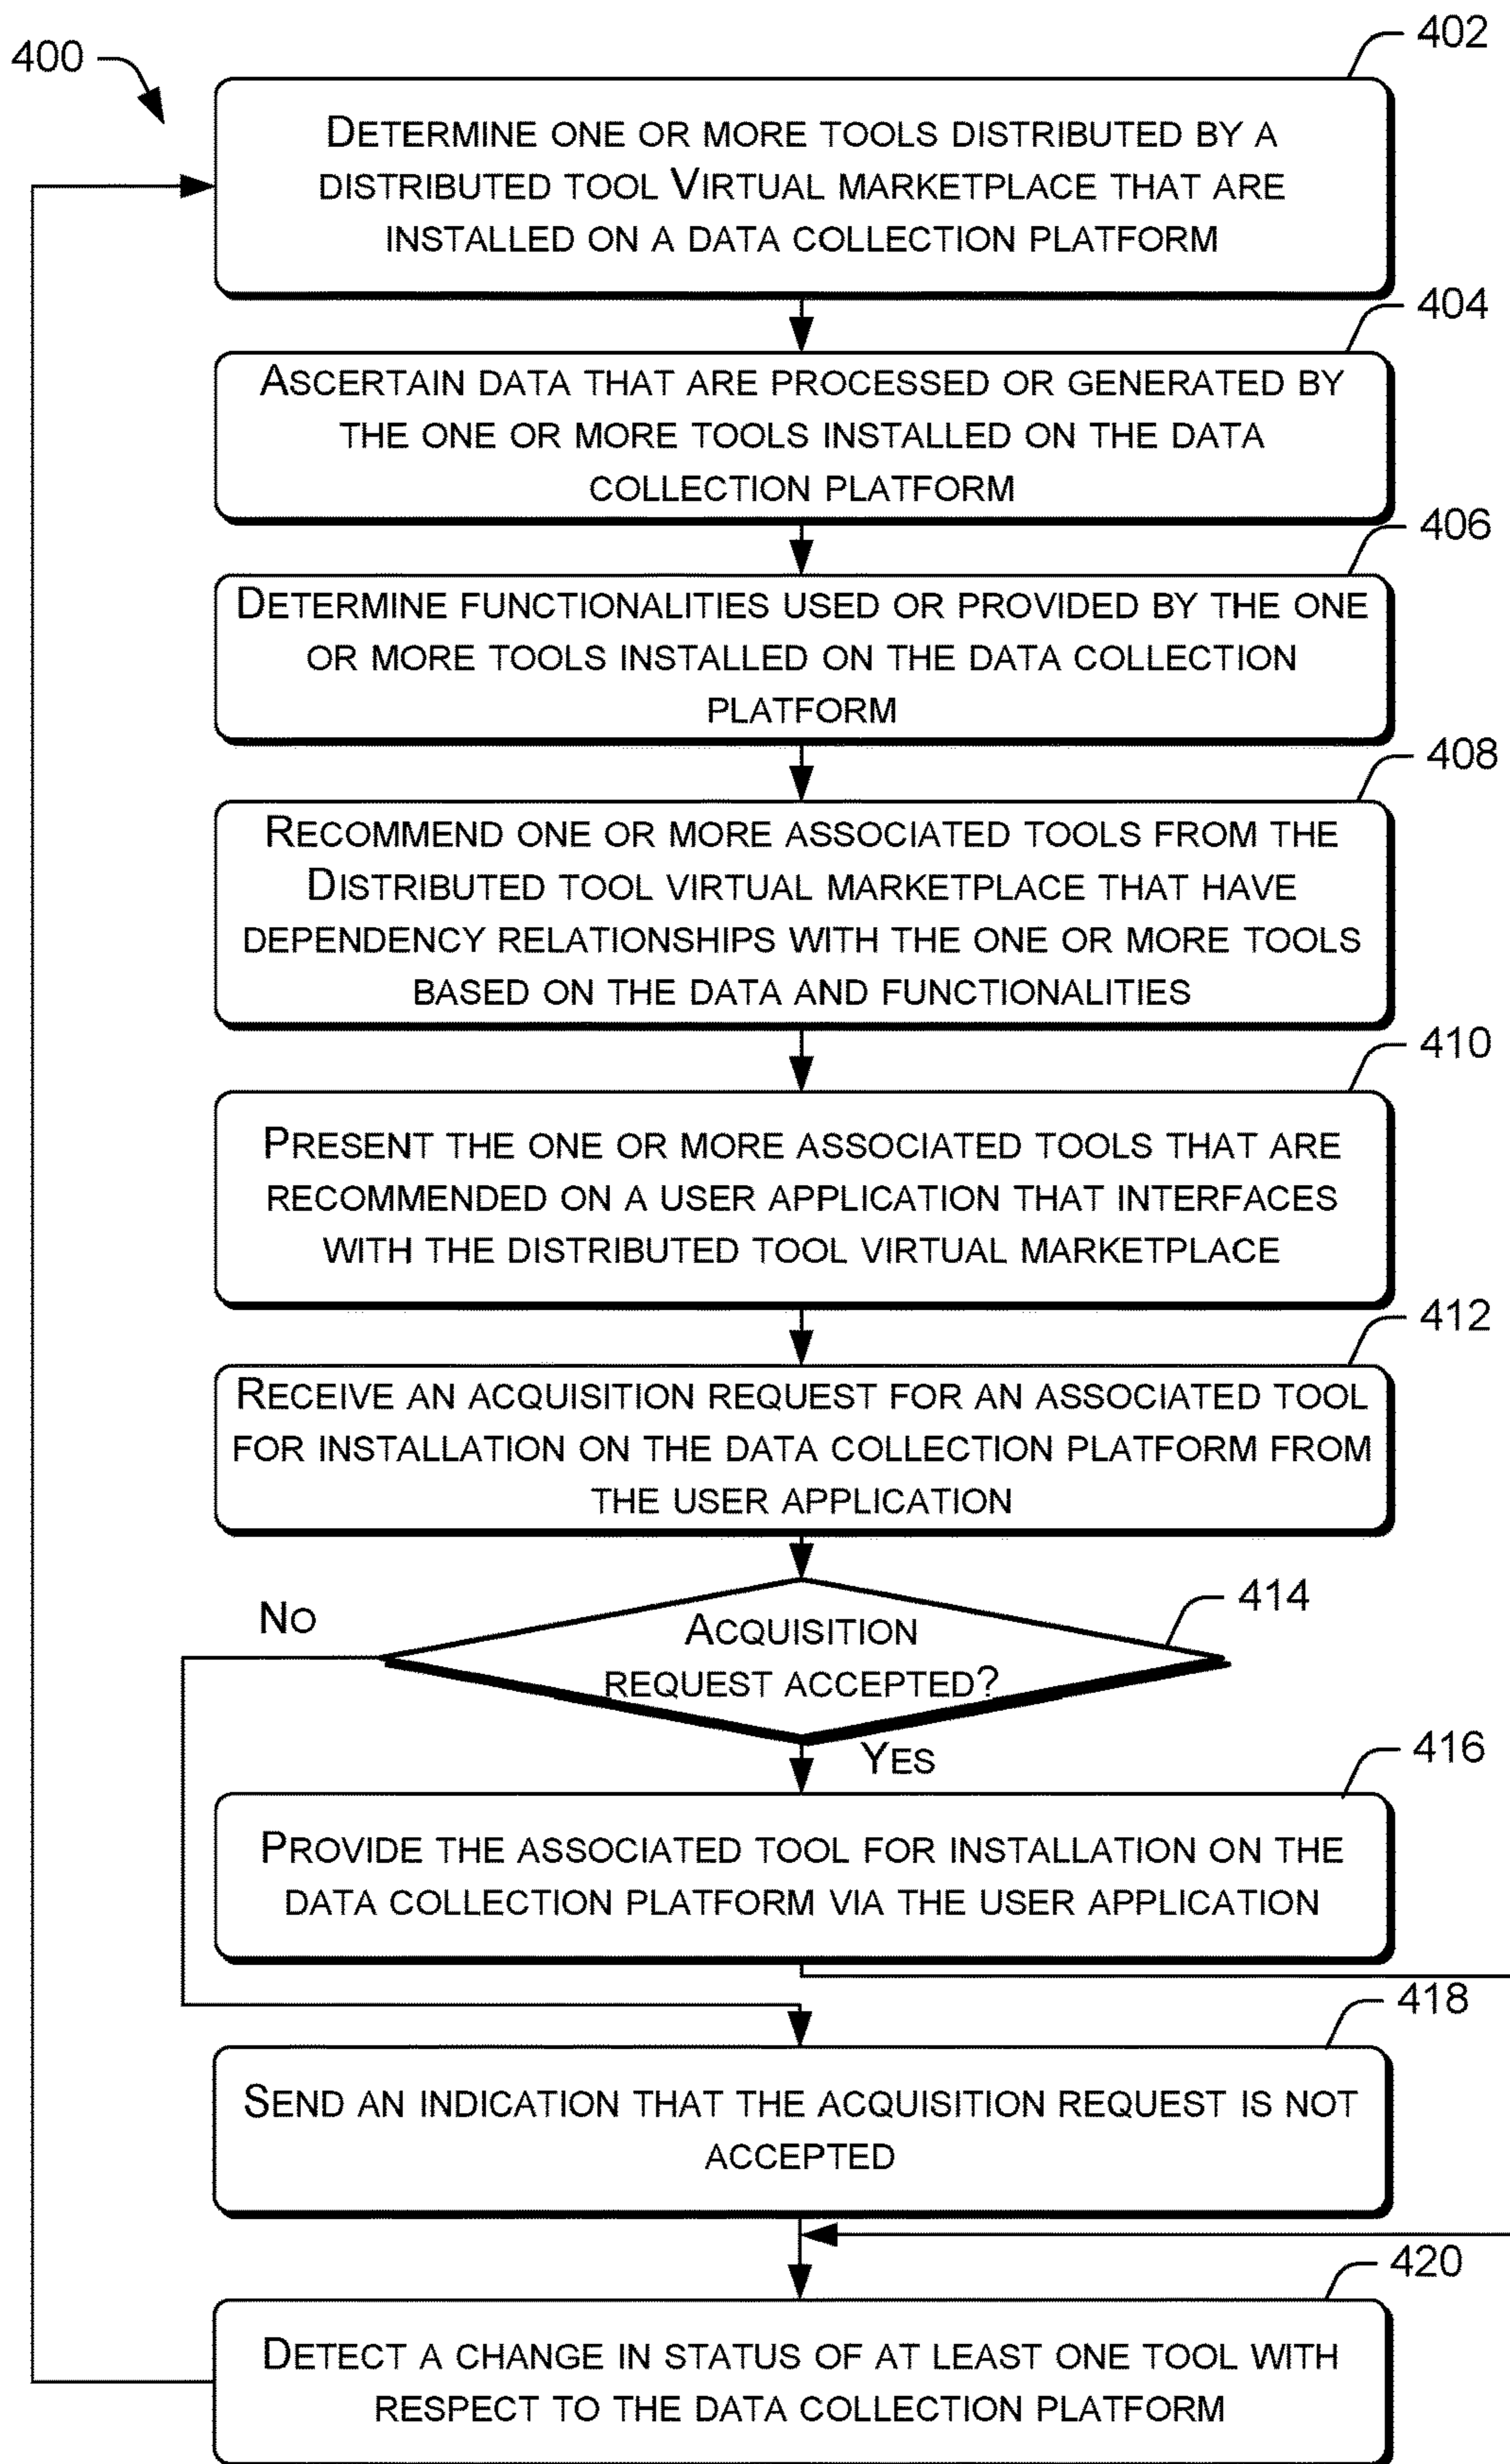 400
402
DETERMINE ONE OR MORE TOOLS DISTRIBUTED BY A
DISTRIBUTED TOOL VIRTUAL MARKETPLACE THAT ARE
INSTALLED ON A DATA COLLECTION PLATFORM
404
ASCERTAIN DATA THAT ARE PROCESSED OR GENERATED BY
THE ONE OR MORE TOOLS INSTALLED ON THE DATA
COLLECTION PLATFORM
406
DETERMINE FUNCTIONALITIES USED OR PROVIDED BY THE ONE
OR MORE TOOLS INSTALLED ON THE DATA COLLECTION
PLATFORM
408
RECOMMEND ONE OR MORE ASSOCIATED TOOLS FROM THE
DISTRIBUTED TOOL VIRTUAL MARKETPLACE THAT HAVE
DEPENDENCY RELATIONSHIPS WITH THE ONE OR MORE TOOLS
BASED ON THE DATA AND FUNCTIONALITIES
410
PRESENT THE ONE OR MORE ASSOCIATED TOOLS THAT ARE
RECOMMENDED ON A USER APPLICATION THAT INTERFACES
WITH THE DISTRIBUTED TOOL VIRTUAL MARKETPLACE
412
RECEIVE AN ACQUISITION REQUEST FOR AN ASSOCIATED TOOL
FOR INSTALLATION ON THE DATA COLLECTION PLATFORM FROM
THE USER APPLICATION
414
NO
ACQUISITION
REQUEST ACCEPTED?
YES
416
PROVIDE THE ASSOCIATED TOOL FOR INSTALLATION ON THE
DATA COLLECTION PLATFORM VIA THE USER APPLICATION
418
SEND AN INDICATION THAT THE ACQUISITION REQUEST IS NOT
ACCEPTED
420
DETECT A CHANGE IN STATUS OF AT LEAST ONE TOOL WITH
RESPECT TO THE DATA COLLECTION PLATFORM